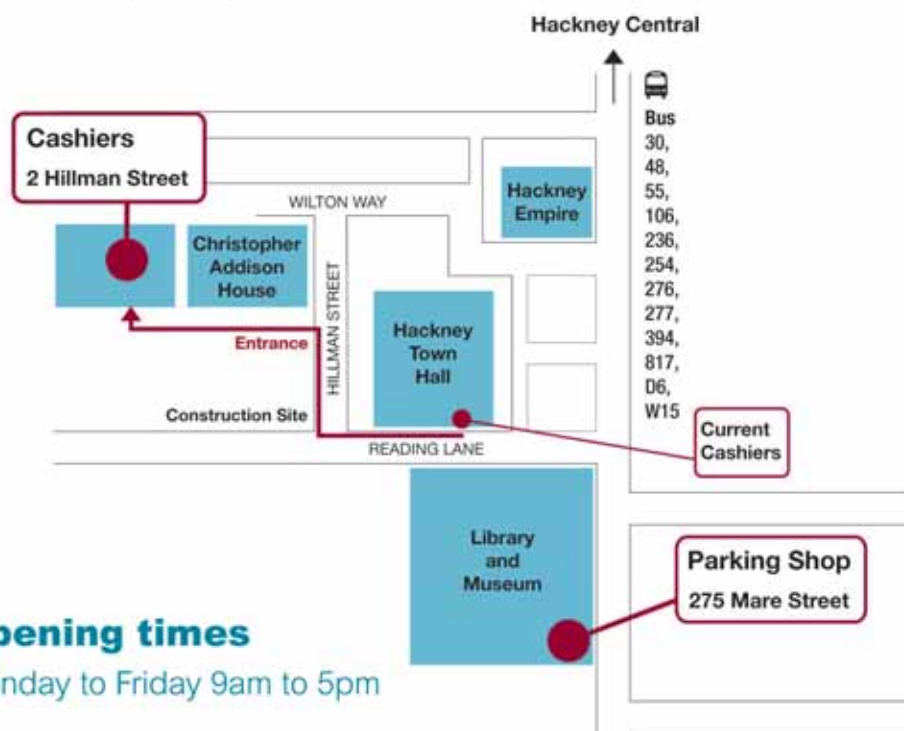 Hackney Central
Cashiers
2 Hillman Street
Bus
30,
48,
55,
106,
236,
254,
276,
277,
394,
817,
D6,
W15
Hackney
Empire
WILTON WAY
Christopher
Addison
House
HILLMAN STREET
Hackney
Town
Hall
Entrance
Construction Site
READING LANE
Current
Cashiers
Library
and
Museum
Parking Shop
275 Mare Street
pening times
nday to Friday 9am to 5pm